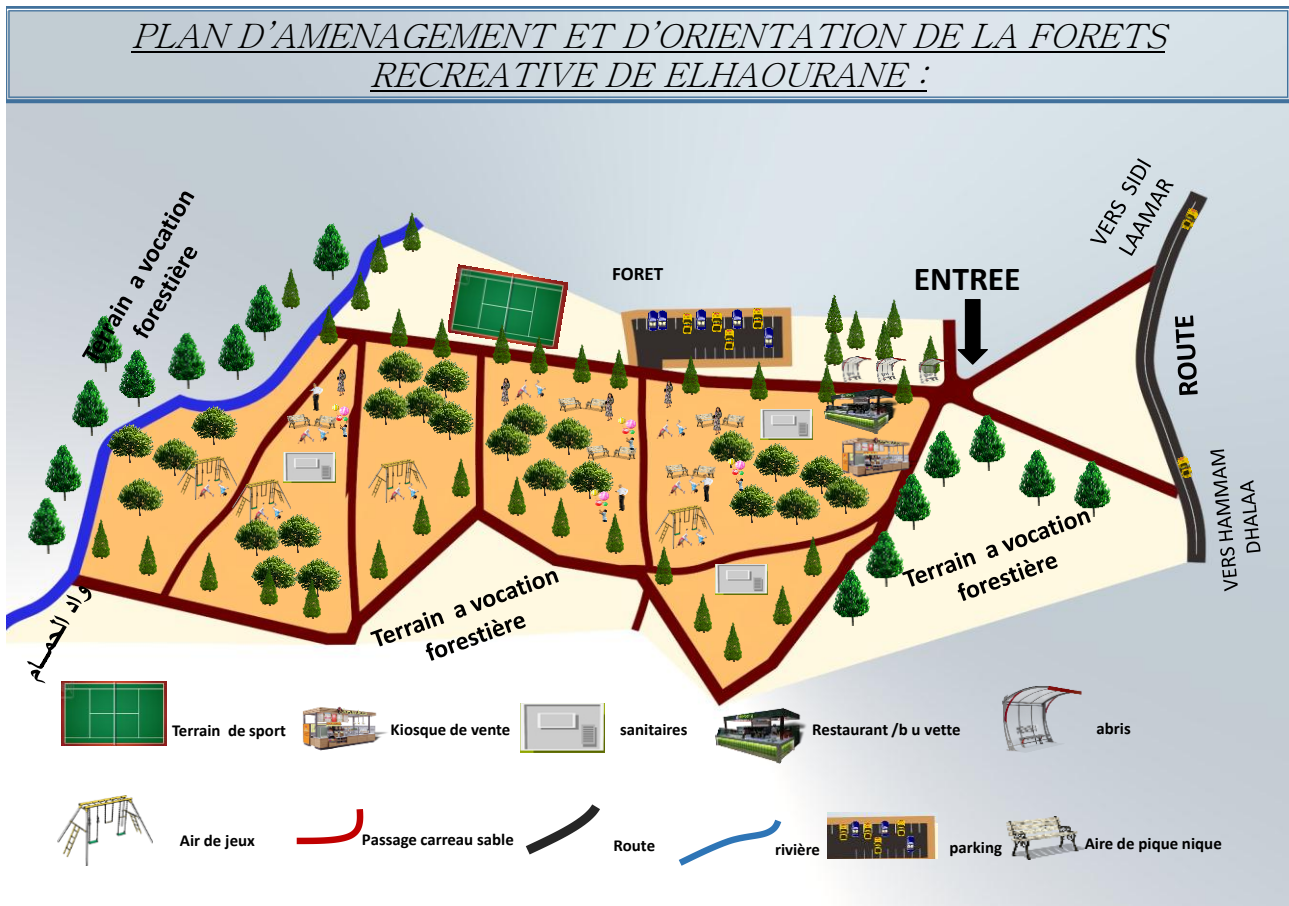 PLAN D'AMENAGEMENT ET D'ORIENTATION DE LA FORETS
RECREATIVE DE ELHAOURANE :
Terrain a vocation
forestière
FORET
ENTREE
VERS SIDI
LAAMAR
ROUTE
VERS HAMMAM
DHALAA
Terrain a vocation
forestière
Terrain a vocation
forestière
واد الحمام
Terrain de sport
Kiosque de vente
sanitaires
Restaurant /b u vette
abris
Air de jeux
Passage carreau sable
Route
rivière
parking
Aire de pique nique